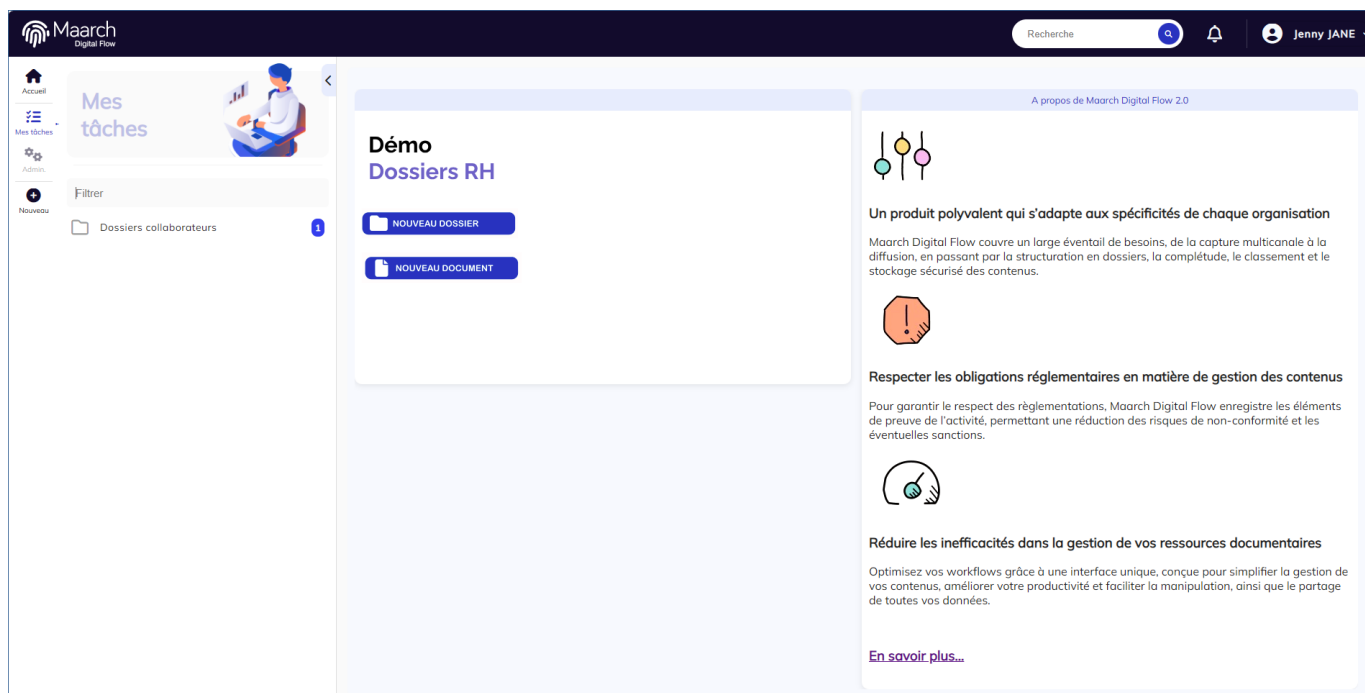 Maarch
Digital Flow
Recherche
Jenny JANE
Accueil
Mes tâches
Admin.
Nouveau
Mes
tâches
Filtrer
Dossiers collaborateurs
1
Démo
Dossiers RH
NOUVEAU DOSSIER
NOUVEAU DOCUMENT
A propos de Maarch Digital Flow 2.0
Un produit polyvalent qui s’adapte aux spécificités de chaque organisation
Maarch Digital Flow couvre un large éventail de besoins, de la capture multicanale à la
diffusion, en passant par la structuration en dossiers, la complétude, le classement et le
stockage sécurisé des contenus.
Respecter les obligations réglementaires en matière de gestion des contenus
Pour garantir le respect des règlementations, Maarch Digital Flow enregistre les éléments
de preuve de l’activité, permettant une réduction des risques de non-conformité et les
éventuelles sanctions.
Réduire les inefficacités dans la gestion de vos ressources documentaires
Optimisez vos workflows grâce à une interface unique, conçue pour simplifier la gestion de
vos contenus, améliorer votre productivité et faciliter la manipulation, ainsi que le partage
de toutes vos données.
En savoir plus...